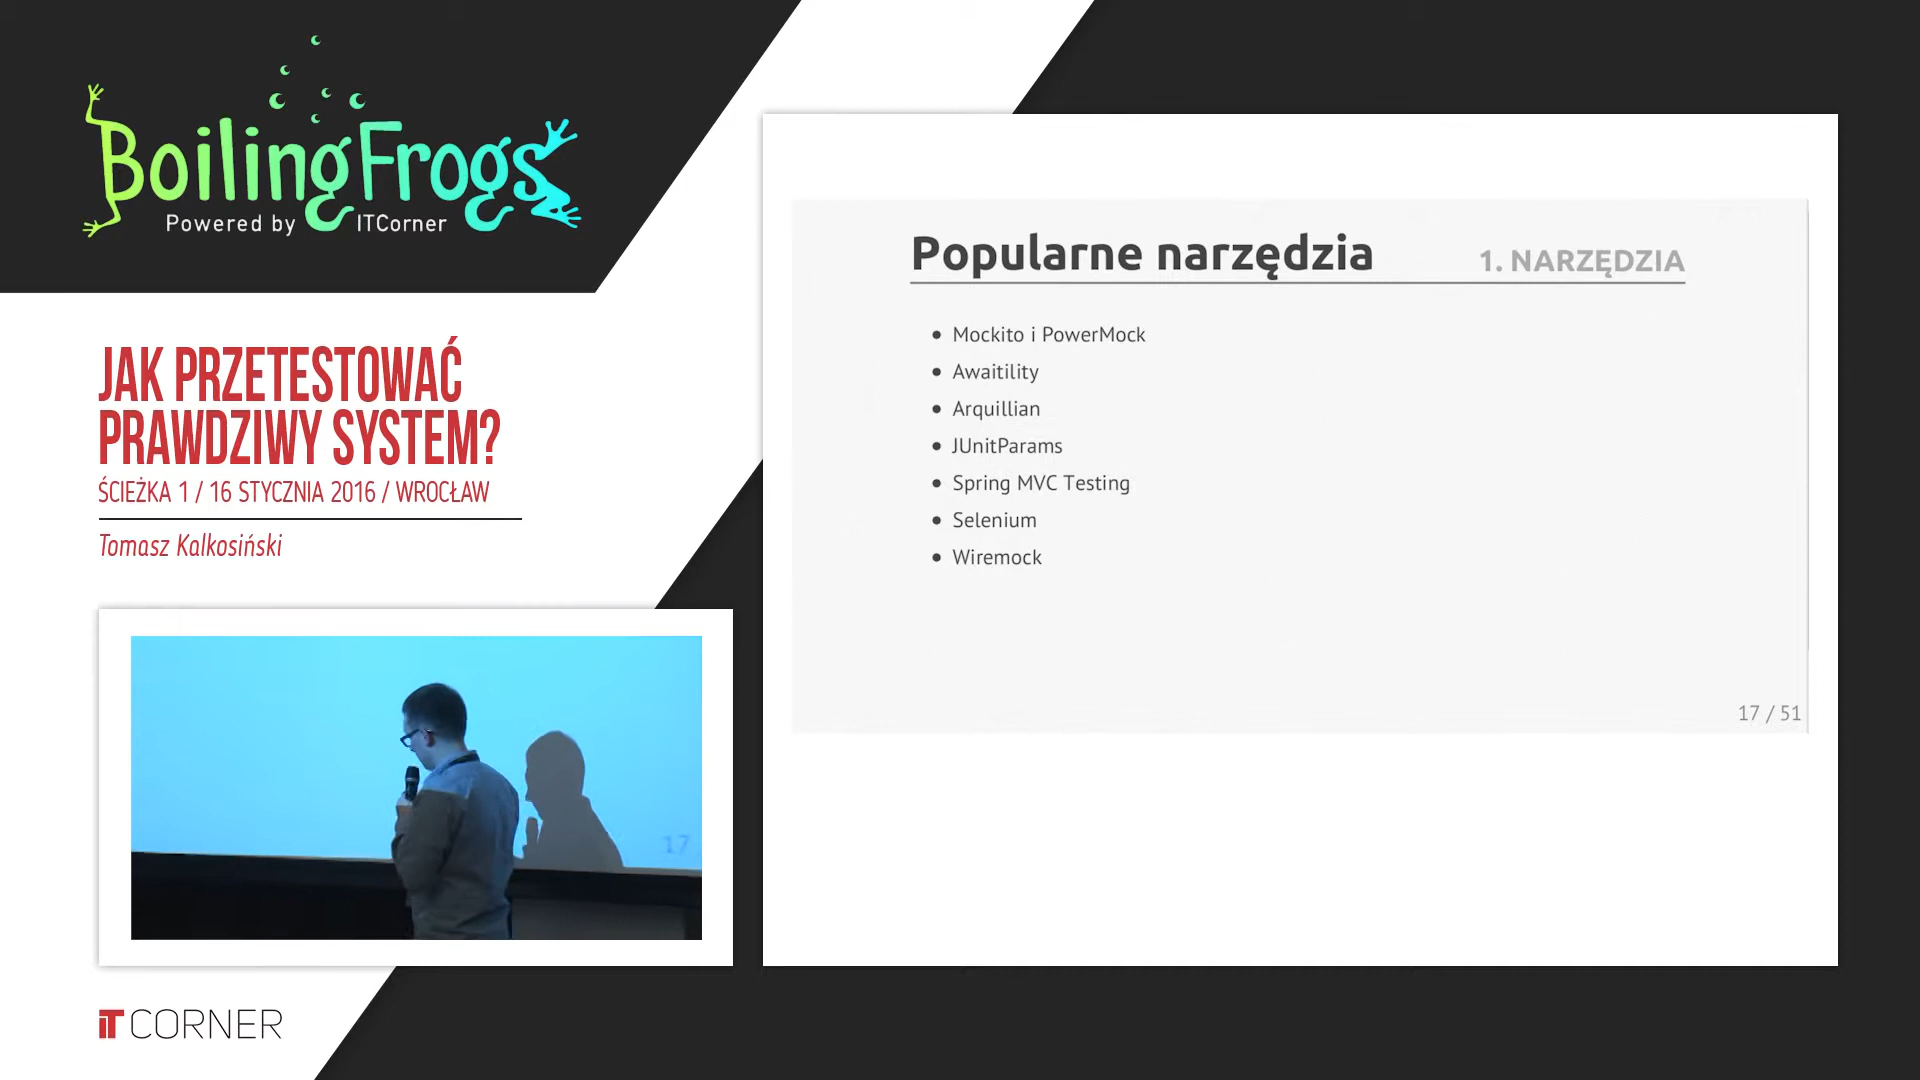 BoilingFrogs
Powered by ITCorner
JAK PRZETESTOWAĆ
PRAWDZIWY SYSTEM?
ŚCIEŻKA 1 / 16 STYCZNIA 2016 / WROCŁAW
Tomasz Kalkosiński
17
iT CORNER
Popularne narzędzia
1. NARZĘDZIA
• Mockito i PowerMock
• Awaitility
• Arquillian
• JUnitParams
• Spring MVC Testing
• Selenium
• Wiremock
17 / 51